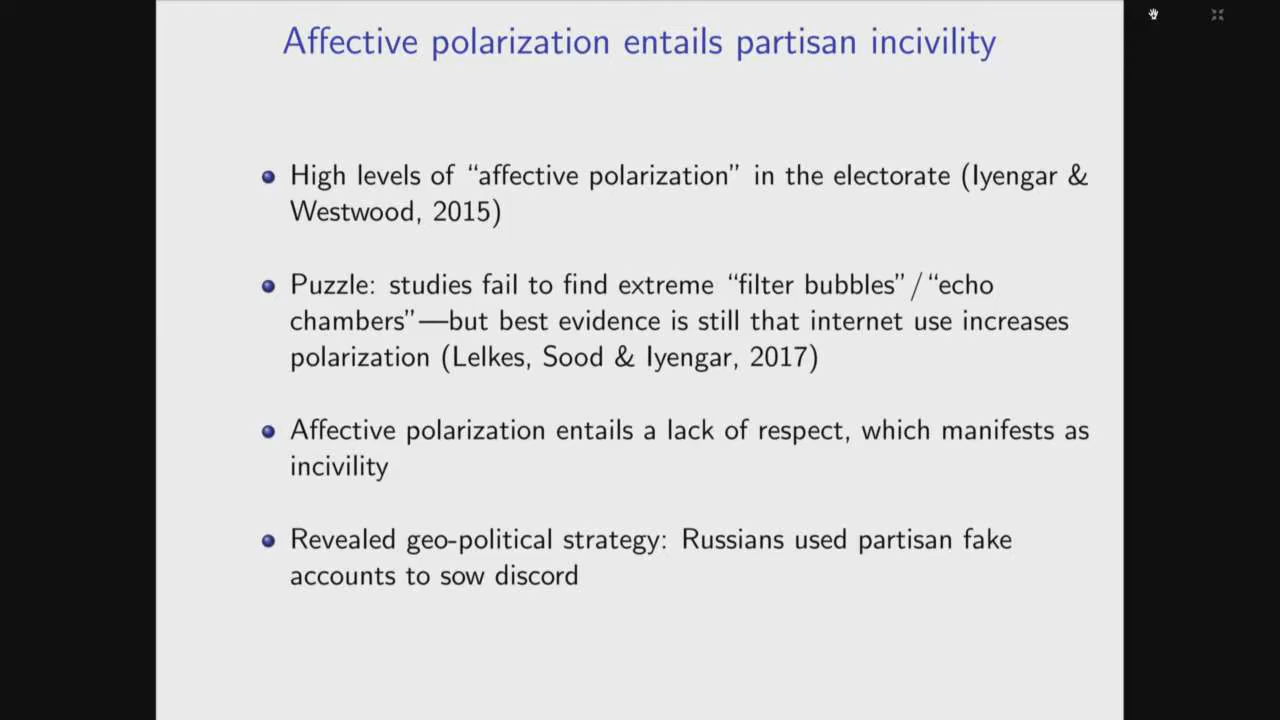 Affective polarization entails partisan incivility
High levels of “affective polarization” in the electorate (Iyengar &
Westwood, 2015)
Puzzle: studies fail to find extreme “filter bubbles”/“echo
chambers”—but best evidence is still that internet use increases
polarization (Lelkes, Sood & Iyengar, 2017)
Affective polarization entails a lack of respect, which manifests as
incivility
Revealed geo-political strategy: Russians used partisan fake
accounts to sow discord